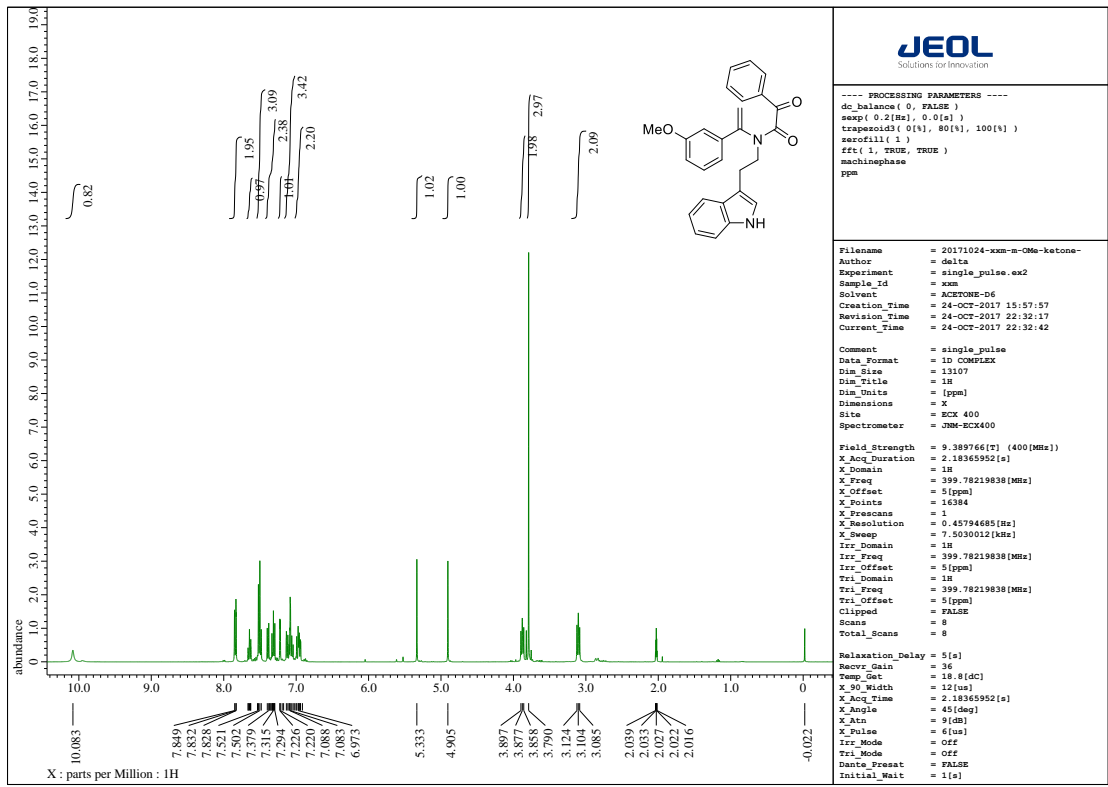 abundance
19.0
18.0
17.0
16.0
15.0
14.0
13.0
12.0
11.0
10.0
9.0
8.0
7.0
6.0
5.0
4.0
3.0
2.0
1.0
0
0.82
1.95
0.97
3.09
2.38
1.01
3.42
2.20
1.02
1.00
1.98
2.97
2.09
O
O
N
MeO
NH
10.0
9.0
8.0
7.0
6.0
5.0
4.0
3.0
2.0
1.0
0
10.083
7.849
7.832
7.828
7.521
7.502
7.379
7.315
7.294
7.226
7.220
7.088
7.083
6.973
5.333
4.905
3.897
3.877
3.858
3.790
3.124
3.104
3.085
2.039
2.033
2.027
2.022
2.016
-0.022
X : parts per Million : 1H
JEOL
Solutions for Innovation
---- PROCESSING PARAMETERS ----
dc_balance( 0, FALSE )
sexp( 0.2[Hz], 0.0[s] )
trapezoid3( 0[%], 80[%], 100[%] )
zerofill( 1 )
fft( 1, TRUE, TRUE )
machinephase
ppm
Filename = 20171024-xxm-m-OMe-ketone-
Author = delta
Experiment = single_pulse.ex2
Sample_Id = xxm
Solvent = ACETONE-D6
Creation_Time = 24-OCT-2017 15:57:57
Revision_Time = 24-OCT-2017 22:32:17
Current_Time = 24-OCT-2017 22:32:42
Comment = single_pulse
Data_Format = 1D COMPLEX
Dim_Size = 13107
Dim_Title = 1H
Dim_Units = [ppm]
Dimensions = X
Site = ECX 400
Spectrometer = JNM-ECX400
Field_Strength = 9.389766[T] (400[MHz])
X_Acq_Duration = 2.18365952[s]
X_Domain = 1H
X_Freq = 399.78219838[MHz]
X_Offset = 5[ppm]
X_Points = 16384
X_Prescans = 1
X_Resolution = 0.45794685[Hz]
X_Sweep = 7.5030012[kHz]
Irr_Domain = 1H
Irr_Freq = 399.78219838[MHz]
Irr_Offset = 5[ppm]
Tri_Domain = 1H
Tri_Freq = 399.78219838[MHz]
Tri_Offset = 5[ppm]
Clipped = FALSE
Scans = 8
Total_Scans = 8
Relaxation_Delay = 5[s]
Recvr_Gain = 36
Temp_Get = 18.8[dC]
X_90_Width = 12[us]
X_Acq_Time = 2.18365952[s]
X_Angle = 45[deg]
X_Atn = 9[dB]
X_Pulse = 6[us]
Irr_Mode = Off
Tri_Mode = Off
Dante_Presat = FALSE
Initial_Wait = 1[s]